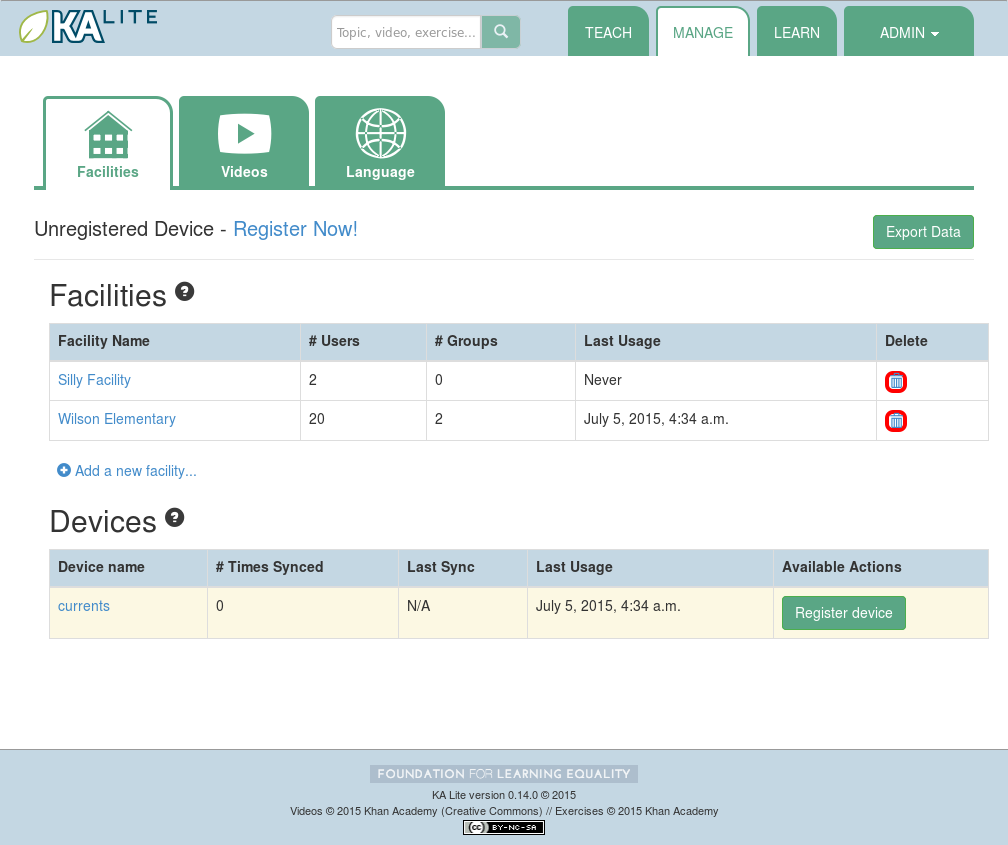 KA LITE
Topic, video, exercise...
TEACH
MANAGE
LEARN
ADMIN
Facilities
Videos
Language
Unregistered Device - Register Now!
Export Data
Facilities ?
Facility Name # Users # Groups Last Usage Delete
Silly Facility 2 0 Never
Wilson Elementary 20 2 July 5, 2015, 4:34 a.m.
Add a new facility...
Devices ?
Device name # Times Synced Last Sync Last Usage Available Actions
currents 0 N/A July 5, 2015, 4:34 a.m. Register device
FOUNDATION FOR LEARNING EQUALITY
KA Lite version 0.14.0 © 2015
Videos © 2015 Khan Academy (Creative Commons) // Exercises © 2015 Khan Academy
cc BY-NC-SA